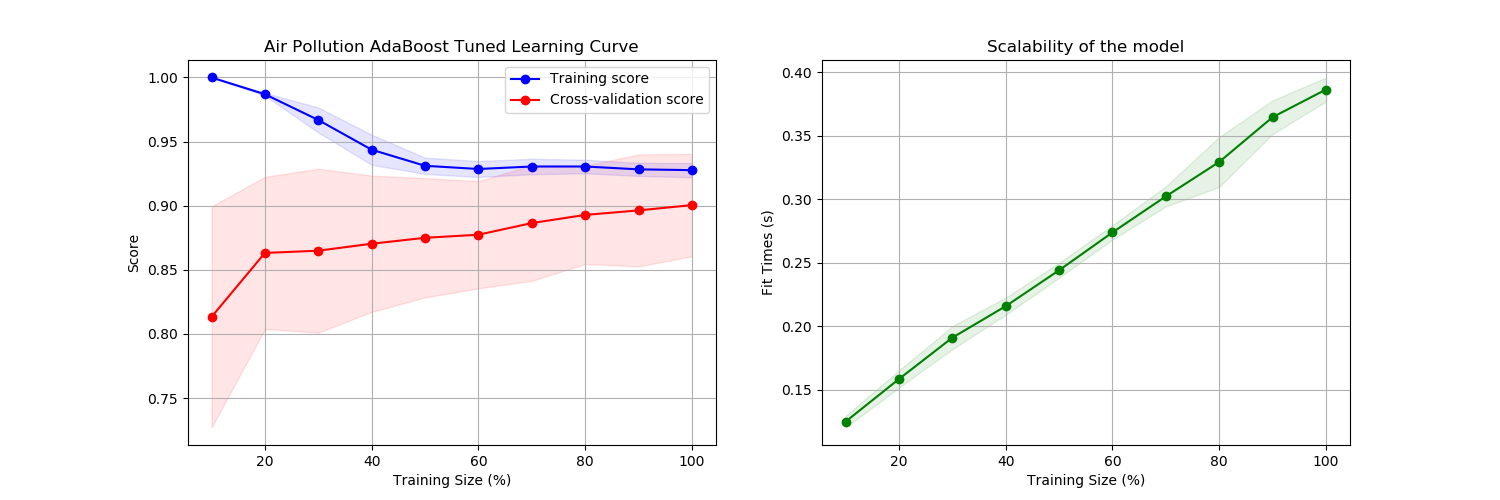 Air Pollution AdaBoost Tuned Learning Curve
Training score
Cross-validation score
1.00
0.95
0.90
0.85
0.80
0.75
Score
20 40 60 80 100
Training Size (%)
Scalability of the model
0.40
0.35
0.30
0.25
0.20
0.15
Fit Times (s)
20 40 60 80 100
Training Size (%)